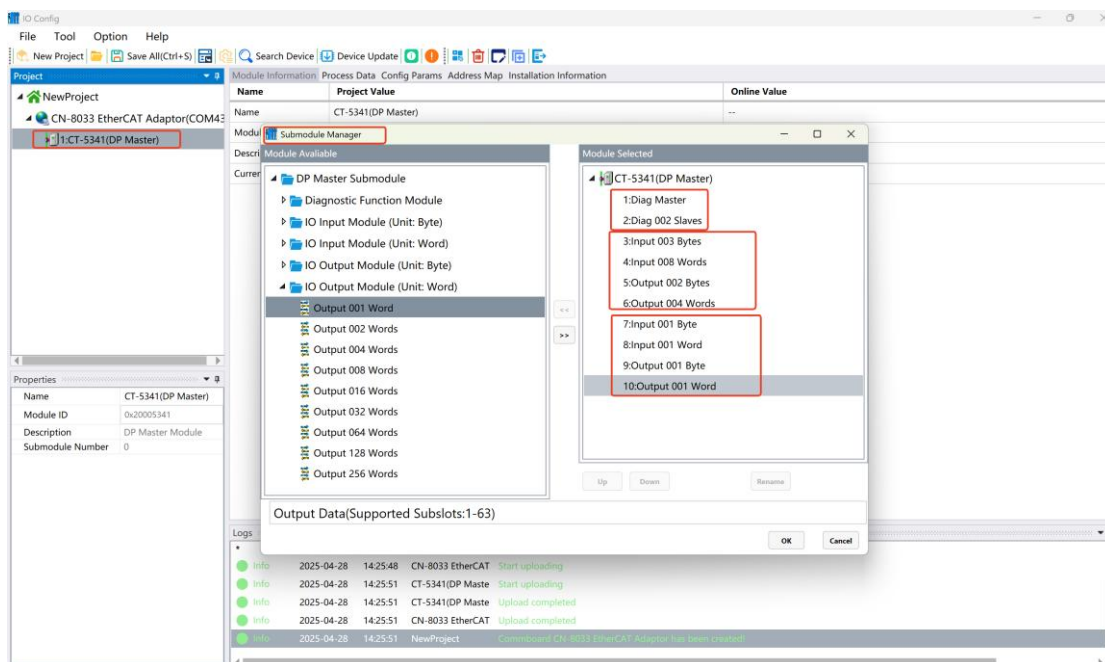 IO Config
File Tool Option Help
New Project Save All(Ctrl+S) Search Device Device Update
Project
NewProject
CN-8033 EtherCAT Adaptor(COM43
1:CT-5341(DP Master)
Module Information Process Data Config Params Address Map Installation Information
Name Project Value Online Value
Name CT-5341(DP Master) --
Modul
Descri
Currer
Submodule Manager
Module Avaliable
DP Master Submodule
Diagnostic Function Module
IO Input Module (Unit: Byte)
IO Input Module (Unit: Word)
IO Output Module (Unit: Byte)
IO Output Module (Unit: Word)
Output 001 Word
Output 002 Words
Output 004 Words
Output 008 Words
Output 016 Words
Output 032 Words
Output 064 Words
Output 128 Words
Output 256 Words
<<
>>
Module Selected
CT-5341(DP Master)
1:Diag Master
2:Diag 002 Slaves
3:Input 003 Bytes
4:Input 008 Words
5:Output 002 Bytes
6:Output 004 Words
7:Input 001 Byte
8:Input 001 Word
9:Output 001 Byte
10:Output 001 Word
Up Down Rename
Output Data(Supported Subslots:1-63)
OK Cancel
Properties
Name CT-5341(DP Master)
Module ID 0x20005341
Description DP Master Module
Submodule Number 0
Logs
*
Info 2025-04-28 14:25:48 CN-8033 EtherCAT Start uploading
Info 2025-04-28 14:25:51 CT-5341(DP Maste Start uploading
Info 2025-04-28 14:25:51 CT-5341(DP Maste Upload completed
Info 2025-04-28 14:25:51 CN-8033 EtherCAT Upload completed
Info 2025-04-28 14:25:51 NewProject Commboard CN-8033 EtherCAT Adaptor has been created!